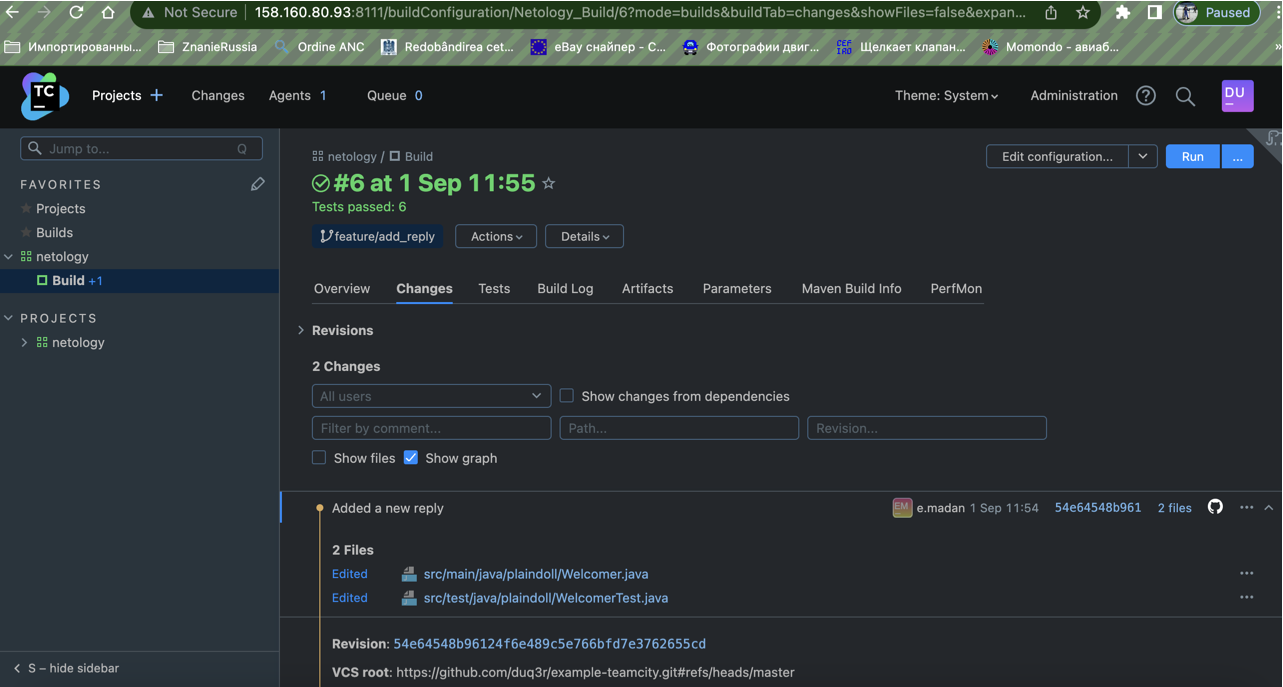 Not Secure 158.160.80.93:8111/buildConfiguration/Netology_Build/6?mode=builds&buildTab=changes&showFiles=false&expan... Paused
Импортированны... ZnanieRussia Ordine ANC Redobândirea cet... eBay снайпер - С... Фотографии двиг... Щелкает клапан... Momondo - авиаб... »
TC Projects + Changes Agents 1 Queue 0 Theme: System Administration ? DU
Jump to... Q
FAVORITES
Projects
Builds
netology
Build +1
PROJECTS
netology
S – hide sidebar
netology / Build
Edit configuration... Run ...
#6 at 1 Sep 11:55
Tests passed: 6
feature/add_reply Actions Details
Overview Changes Tests Build Log Artifacts Parameters Maven Build Info PerfMon
Revisions
2 Changes
All users Show changes from dependencies
Filter by comment... Path... Revision...
Show files Show graph
Added a new reply EM e.madan 1 Sep 11:54 54e64548b961 2 files ...
2 Files
Edited src/main/java/plaindoll/Welcomer.java ...
Edited src/test/java/plaindoll/WelcomerTest.java ...
Revision: 54e64548b96124f6e489c5e766bfd7e3762655cd
VCS root: https://github.com/duq3r/example-teamcity.git#refs/heads/master